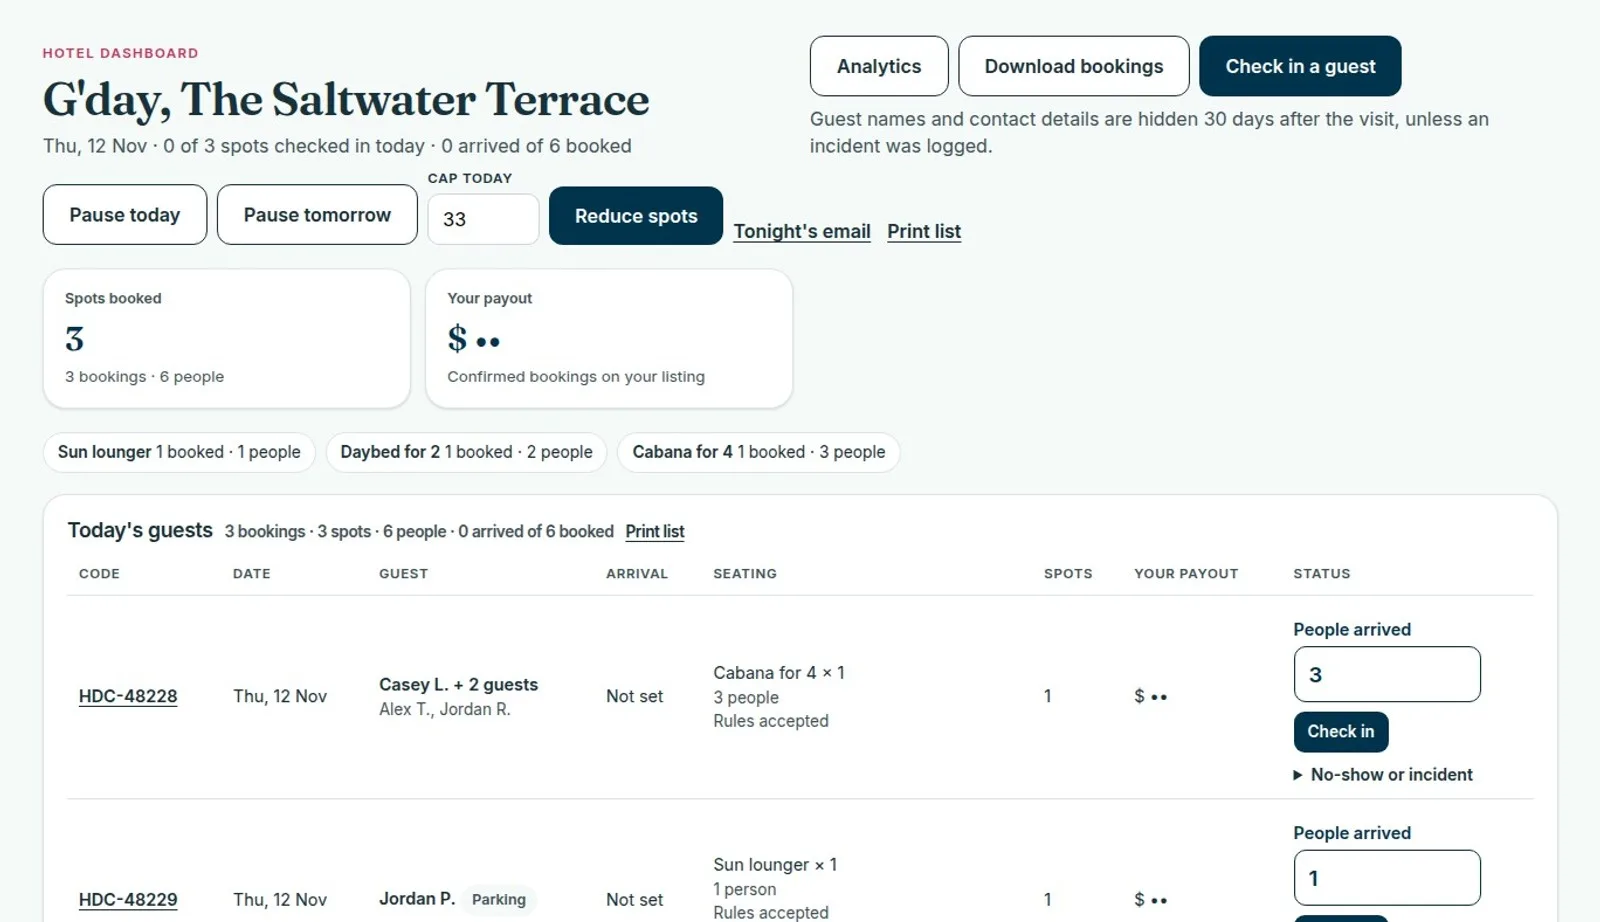 HOTEL DASHBOARD
G'day, The Saltwater Terrace
Thu, 12 Nov · 0 of 3 spots checked in today · 0 arrived of 6 booked
Analytics
Download bookings
Check in a guest
Guest names and contact details are hidden 30 days after the visit, unless an
incident was logged.
Pause today
Pause tomorrow
CAP TODAY
33
Reduce spots
Tonight's email
Print list
Spots booked
3
3 bookings · 6 people
Your payout
$ ••
Confirmed bookings on your listing
Sun lounger 1 booked · 1 people
Daybed for 2 1 booked · 2 people
Cabana for 4 1 booked · 3 people
Today's guests 3 bookings · 3 spots · 6 people · 0 arrived of 6 booked Print list
CODE DATE GUEST ARRIVAL SEATING SPOTS YOUR PAYOUT STATUS
HDC-48228
Thu, 12 Nov
Casey L. + 2 guests
Alex T., Jordan R.
Not set
Cabana for 4 × 1
3 people
Rules accepted
1
$ ••
People arrived
3
Check in
▶ No-show or incident
HDC-48229
Thu, 12 Nov
Jordan P. Parking
Not set
Sun lounger × 1
1 person
Rules accepted
1
$ ••
People arrived
1